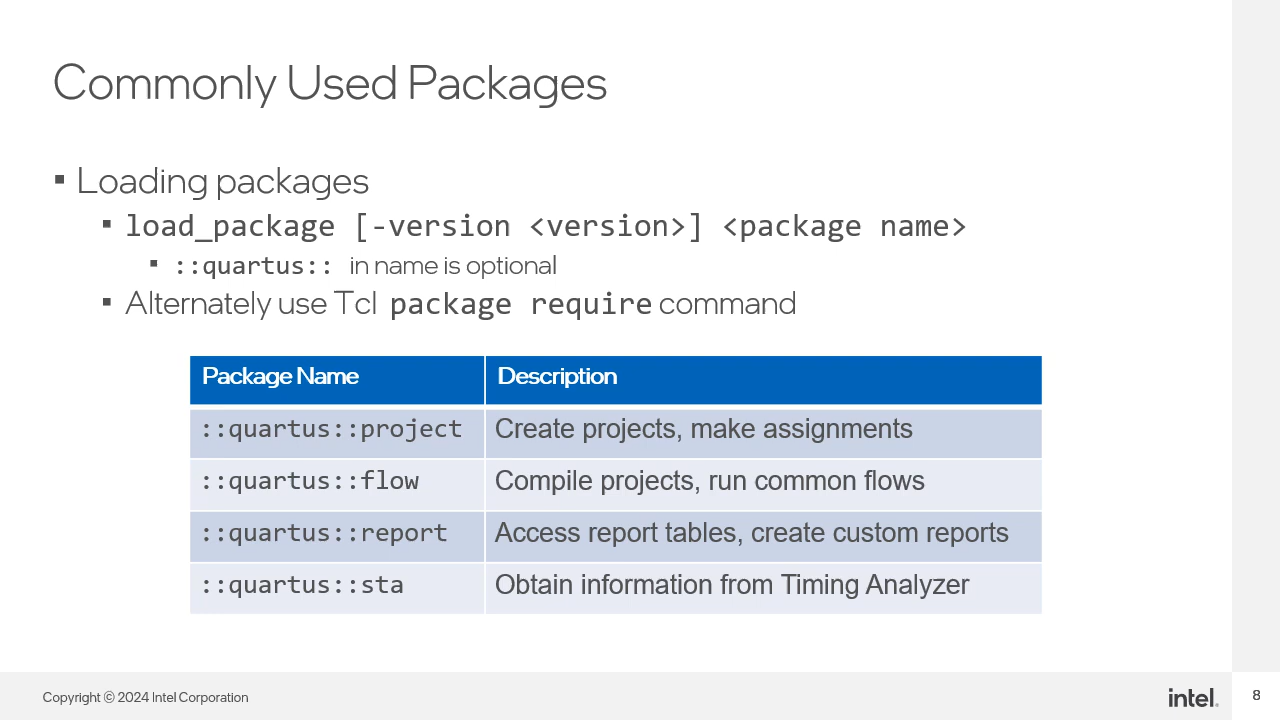 Commonly Used Packages
▪ Loading packages
▪ load_package [-version <version>] <package name>
▪ ::quartus:: in name is optional
▪ Alternately use Tcl package require command
Package Name Description
::quartus::project Create projects, make assignments
::quartus::flow Compile projects, run common flows
::quartus::report Access report tables, create custom reports
::quartus::sta Obtain information from Timing Analyzer
Copyright © 2024 Intel Corporation
intel.
8